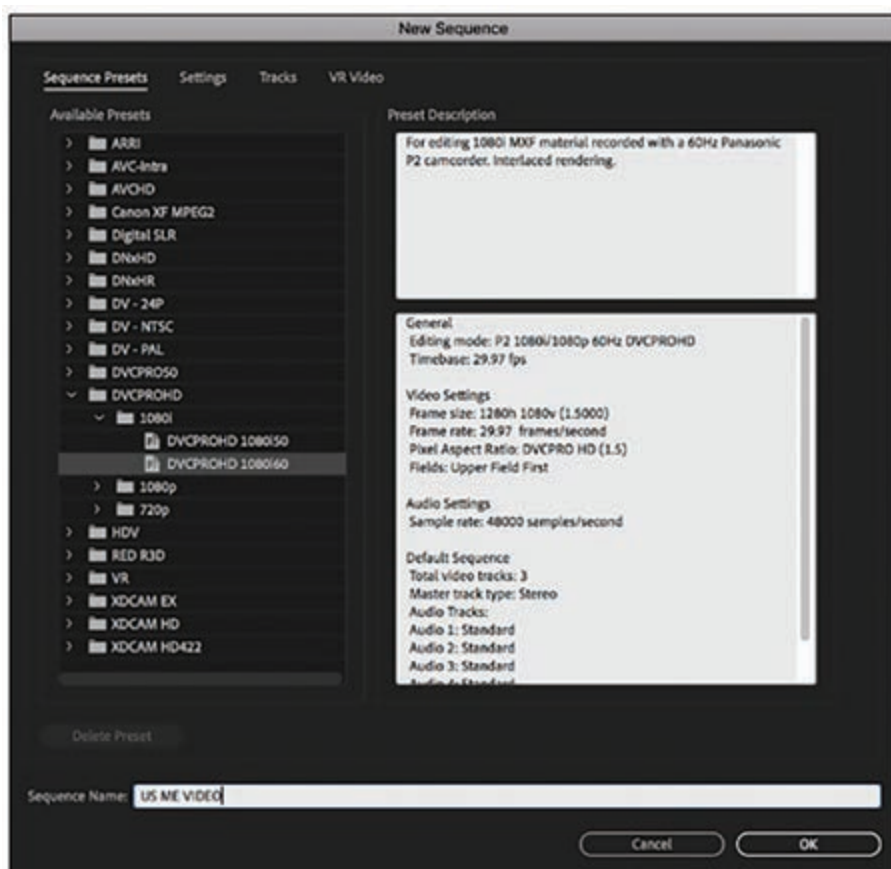 New Sequence
Sequence Presets Settings Tracks VR Video
Available Presets
ARRI
AVC-Intra
AVCHD
Canon XF MPEG2
Digital SLR
DNxHD
DNxHR
DV - 24P
DV - NTSC
DV - PAL
DVCPRO50
DVCPROHD
1080i
DVCPROHD 1080i50
DVCPROHD 1080i60
1080p
720p
HDV
RED R3D
VR
XDCAM EX
XDCAM HD
XDCAM HD422
Delete Preset
Preset Description
For editing 1080i MXF material recorded with a 60Hz Panasonic
P2 camcorder. Interlaced rendering.
General
Editing mode: P2 1080i/1080p 60Hz DVCPROHD
Timebase: 29.97 fps
Video Settings
Frame size: 1280h 1080v (1.5000)
Frame rate: 29.97 frames/second
Pixel Aspect Ratio: DVCPRO HD (1.5)
Fields: Upper Field First
Audio Settings
Sample rate: 48000 samples/second
Default Sequence
Total video tracks: 3
Master track type: Stereo
Audio Tracks:
Audio 1: Standard
Audio 2: Standard
Audio 3: Standard
Audio 4: Standard
Sequence Name: US ME VIDEO
Cancel OK